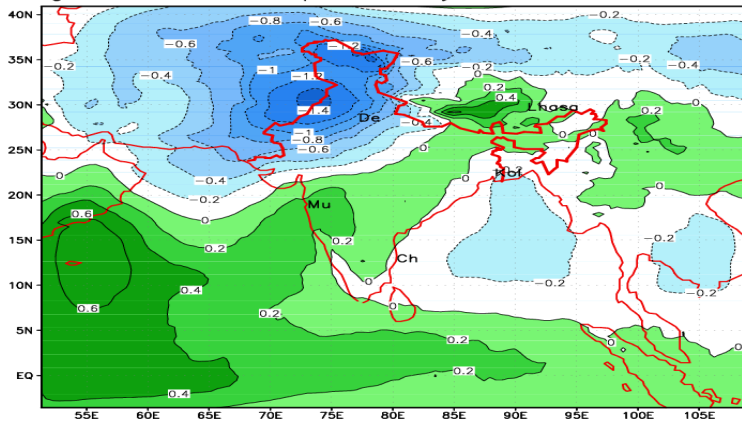 40N
35N
30N
25N
20N
15N
10N
5N
EQ
55E 60E 65E 70E 75E 80E 85E 90E 95E 100E 105E
−0.8 −0.6 −0.2
−0.6 −1.2 −0.4
−0.2 −1 −0.6 −0.2 −0.2
−0.4 −1.2 0 0.2
−1.4 0.4 Lhasa 0.2 0
De −0.4 0
−1
−0.8
−0.6 0
0 −0.4 0 −0.2 0
−0.2 Kol
0.6 0 Mu
0.2
Ch −0.2
0.4 0 −0.2
0.6 −0.2
0.2 0
0.2 0
0.4 0.2